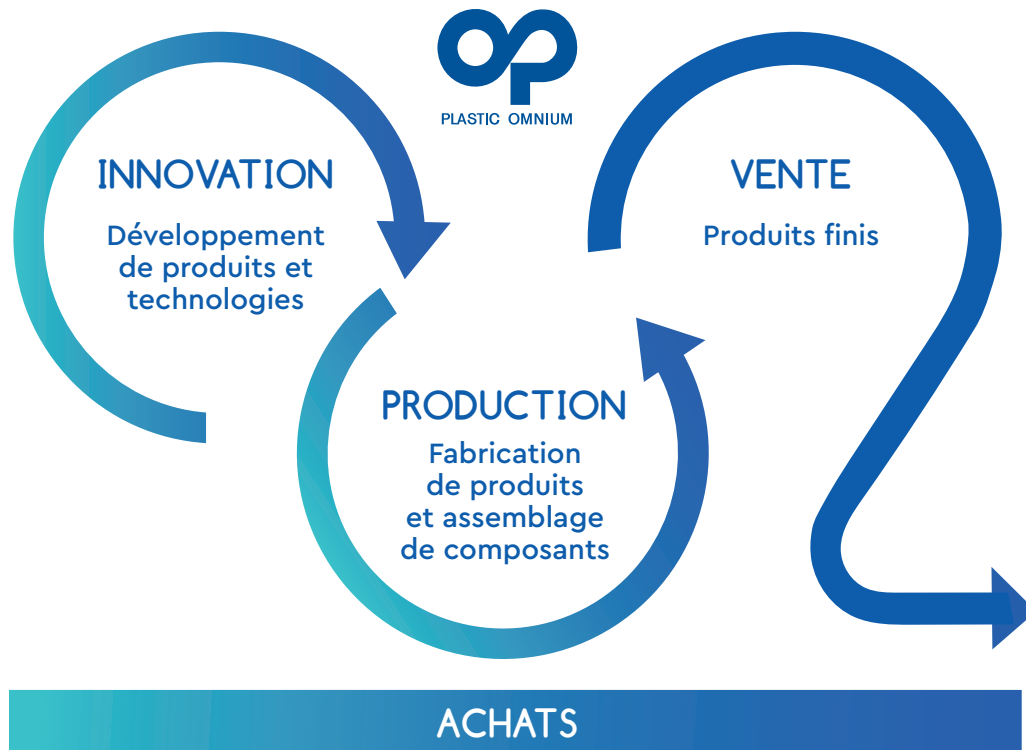 PLASTIC OMNIUM
INNOVATION
Développement
de produits et
technologies
VENTE
Produits finis
PRODUCTION
Fabrication
de produits
et assemblage
de composants
ACHATS